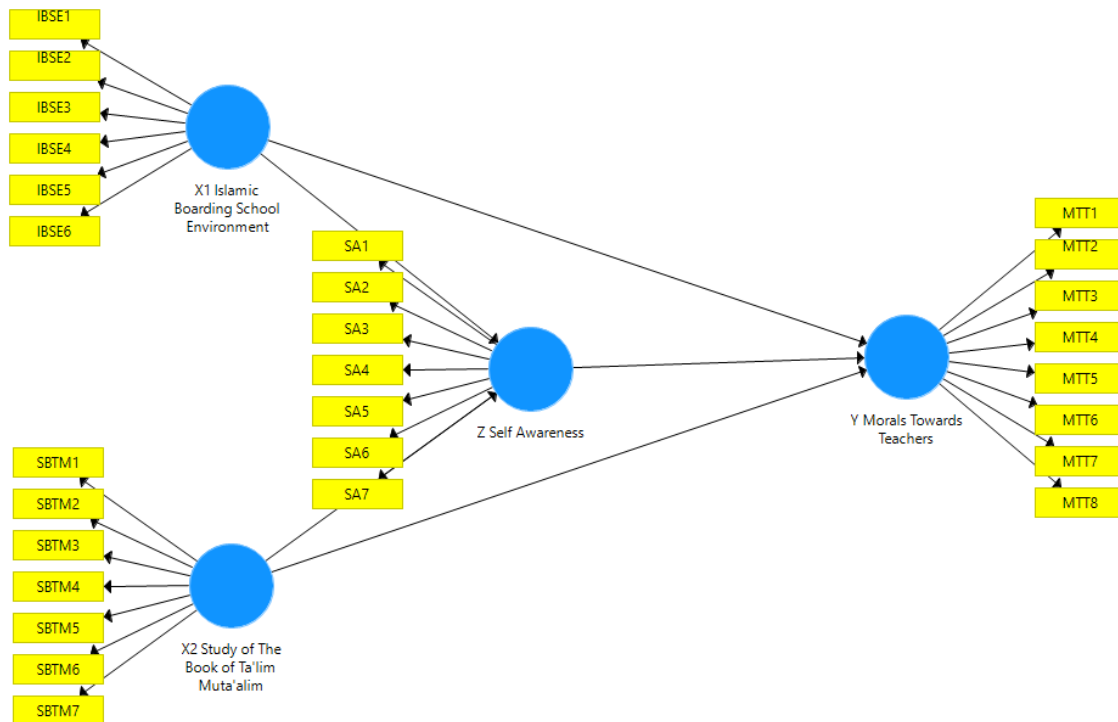 IBSE1
IBSE2
IBSE3
IBSE4
IBSE5
IBSE6
X1 Islamic
Boarding School
Environment
SA1
SA2
SA3
SA4
SA5
SA6
SA7
Z Self Awareness
MTT1
MTT2
MTT3
MTT4
MTT5
MTT6
MTT7
MTT8
Y Morals Towards
Teachers
SBTM1
SBTM2
SBTM3
SBTM4
SBTM5
SBTM6
SBTM7
X2 Study of The
Book of Ta'lim
Muta'alim